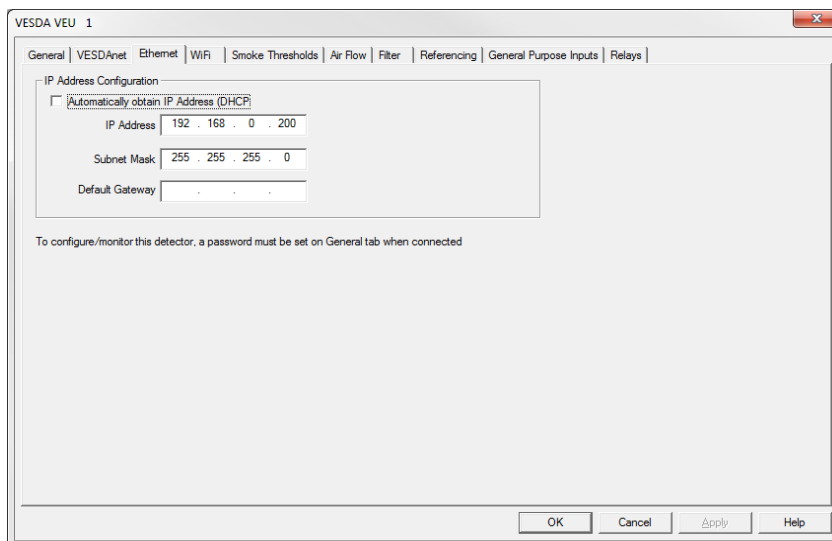 VESDA VEU 1
General VESDAnet Ethernet WiFi Smoke Thresholds Air Flow Filter Referencing General Purpose Inputs Relays
IP Address Configuration
Automatically obtain IP Address (DHCP
IP Address 192 . 168 . 0 . 200
Subnet Mask 255 . 255 . 255 . 0
Default Gateway . . .
To configure/monitor this detector, a password must be set on General tab when connected
OK Cancel Apply Help